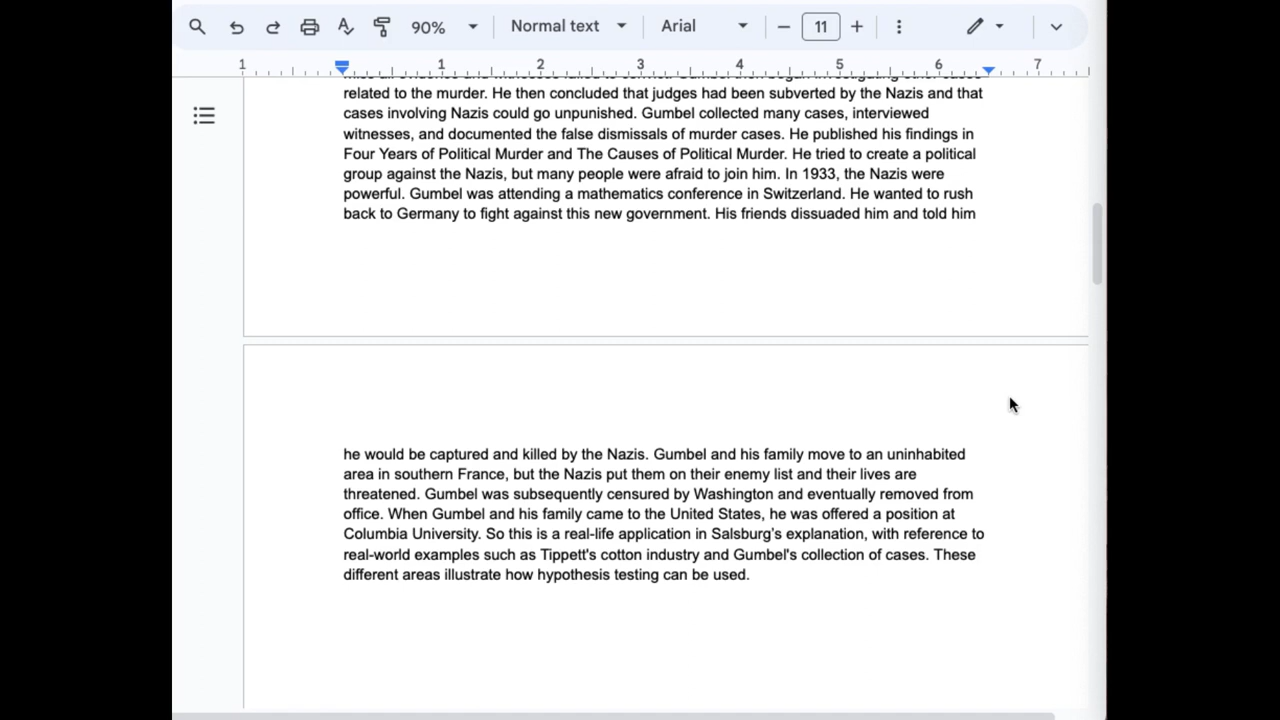 90% Normal text Arial 11
1 1 2 3 4 5 6 7
related to the murder. He then concluded that judges had been subverted by the Nazis and that
cases involving Nazis could go unpunished. Gumbel collected many cases, interviewed
witnesses, and documented the false dismissals of murder cases. He published his findings in
Four Years of Political Murder and The Causes of Political Murder. He tried to create a political
group against the Nazis, but many people were afraid to join him. In 1933, the Nazis were
powerful. Gumbel was attending a mathematics conference in Switzerland. He wanted to rush
back to Germany to fight against this new government. His friends dissuaded him and told him
he would be captured and killed by the Nazis. Gumbel and his family move to an uninhabited
area in southern France, but the Nazis put them on their enemy list and their lives are
threatened. Gumbel was subsequently censured by Washington and eventually removed from
office. When Gumbel and his family came to the United States, he was offered a position at
Columbia University. So this is a real-life application in Salsburg's explanation, with reference to
real-world examples such as Tippett's cotton industry and Gumbel's collection of cases. These
different areas illustrate how hypothesis testing can be used.